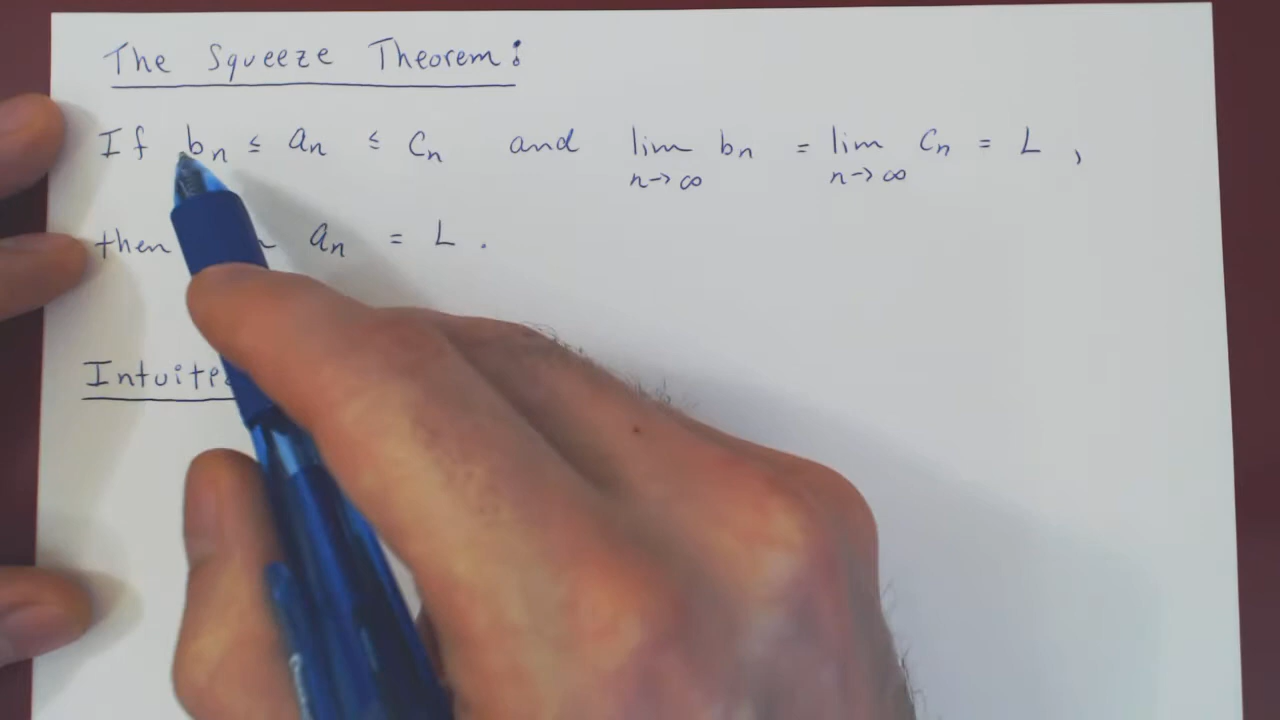 The Squeeze Theorem:
If bₙ ≤ aₙ ≤ cₙ and lim bₙ = lim cₙ = L ,
n→∞ n→∞
then aₙ = L .